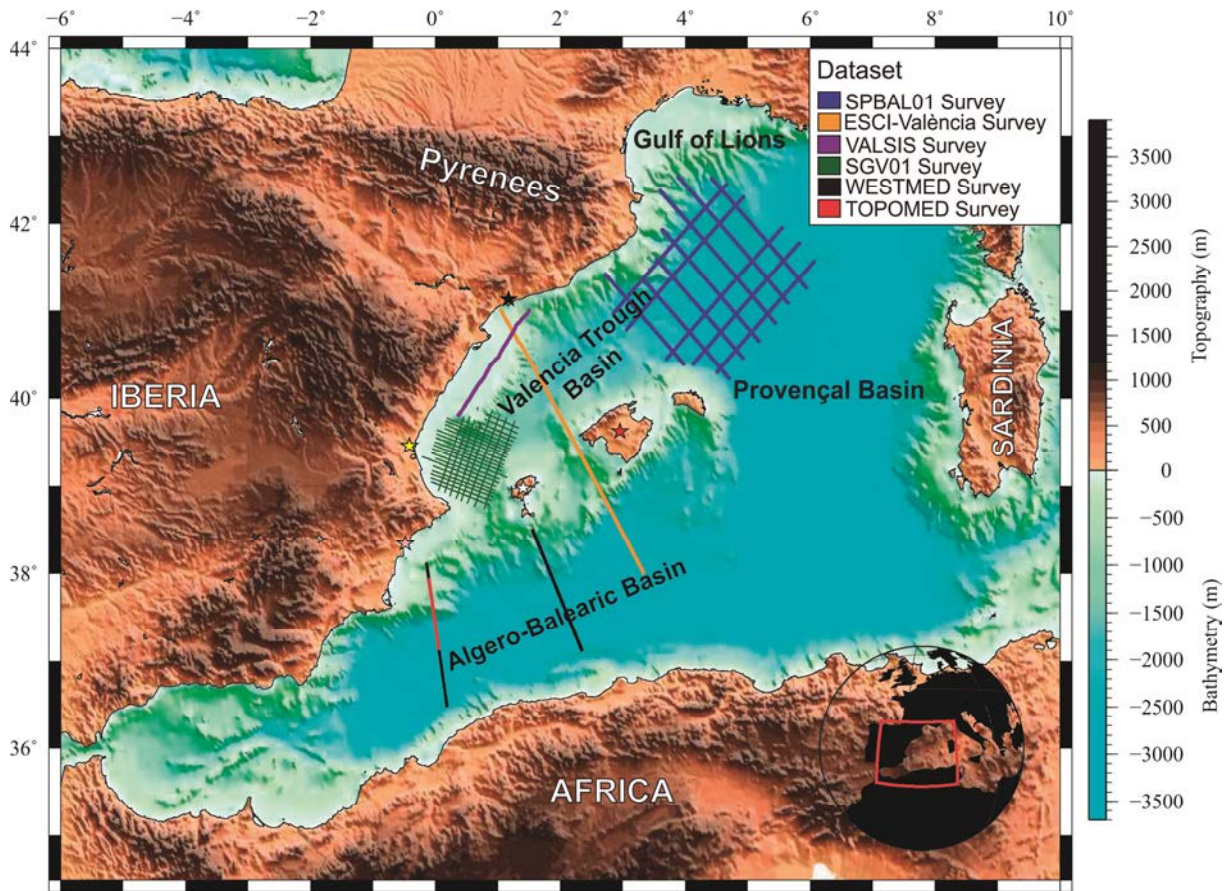 −6˚ −4˚ −2˚ 0˚ 2˚ 4˚ 6˚ 8˚ 10˚
44˚
42˚
40˚
38˚
36˚
Dataset
SPBAL01 Survey
ESCI-València Survey
VALSIS Survey
SGV01 Survey
WESTMED Survey
TOPOMED Survey
Gulf of Lions
Pyrenees
Valencia Trough
Basin
IBERIA
Provençal Basin
SARDINIA
Algero-Balearic Basin
AFRICA
3500
3000
2500
2000
1500
1000
500
0
−500
−1000
−1500
−2000
−2500
−3000
−3500
Topography (m)
Bathymetry (m)